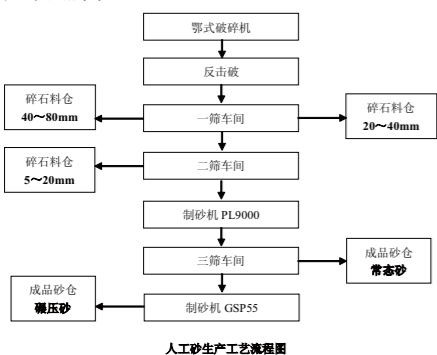 鄂式破碎机
反击破
碎石料仓
40～80mm
一筛车间
碎石料仓
20～40mm
碎石料仓
5～20mm
二筛车间
制砂机 PL9000
三筛车间
成品砂仓
常态砂
成品砂仓
碾压砂
制砂机 GSP55
人工砂生产工艺流程图